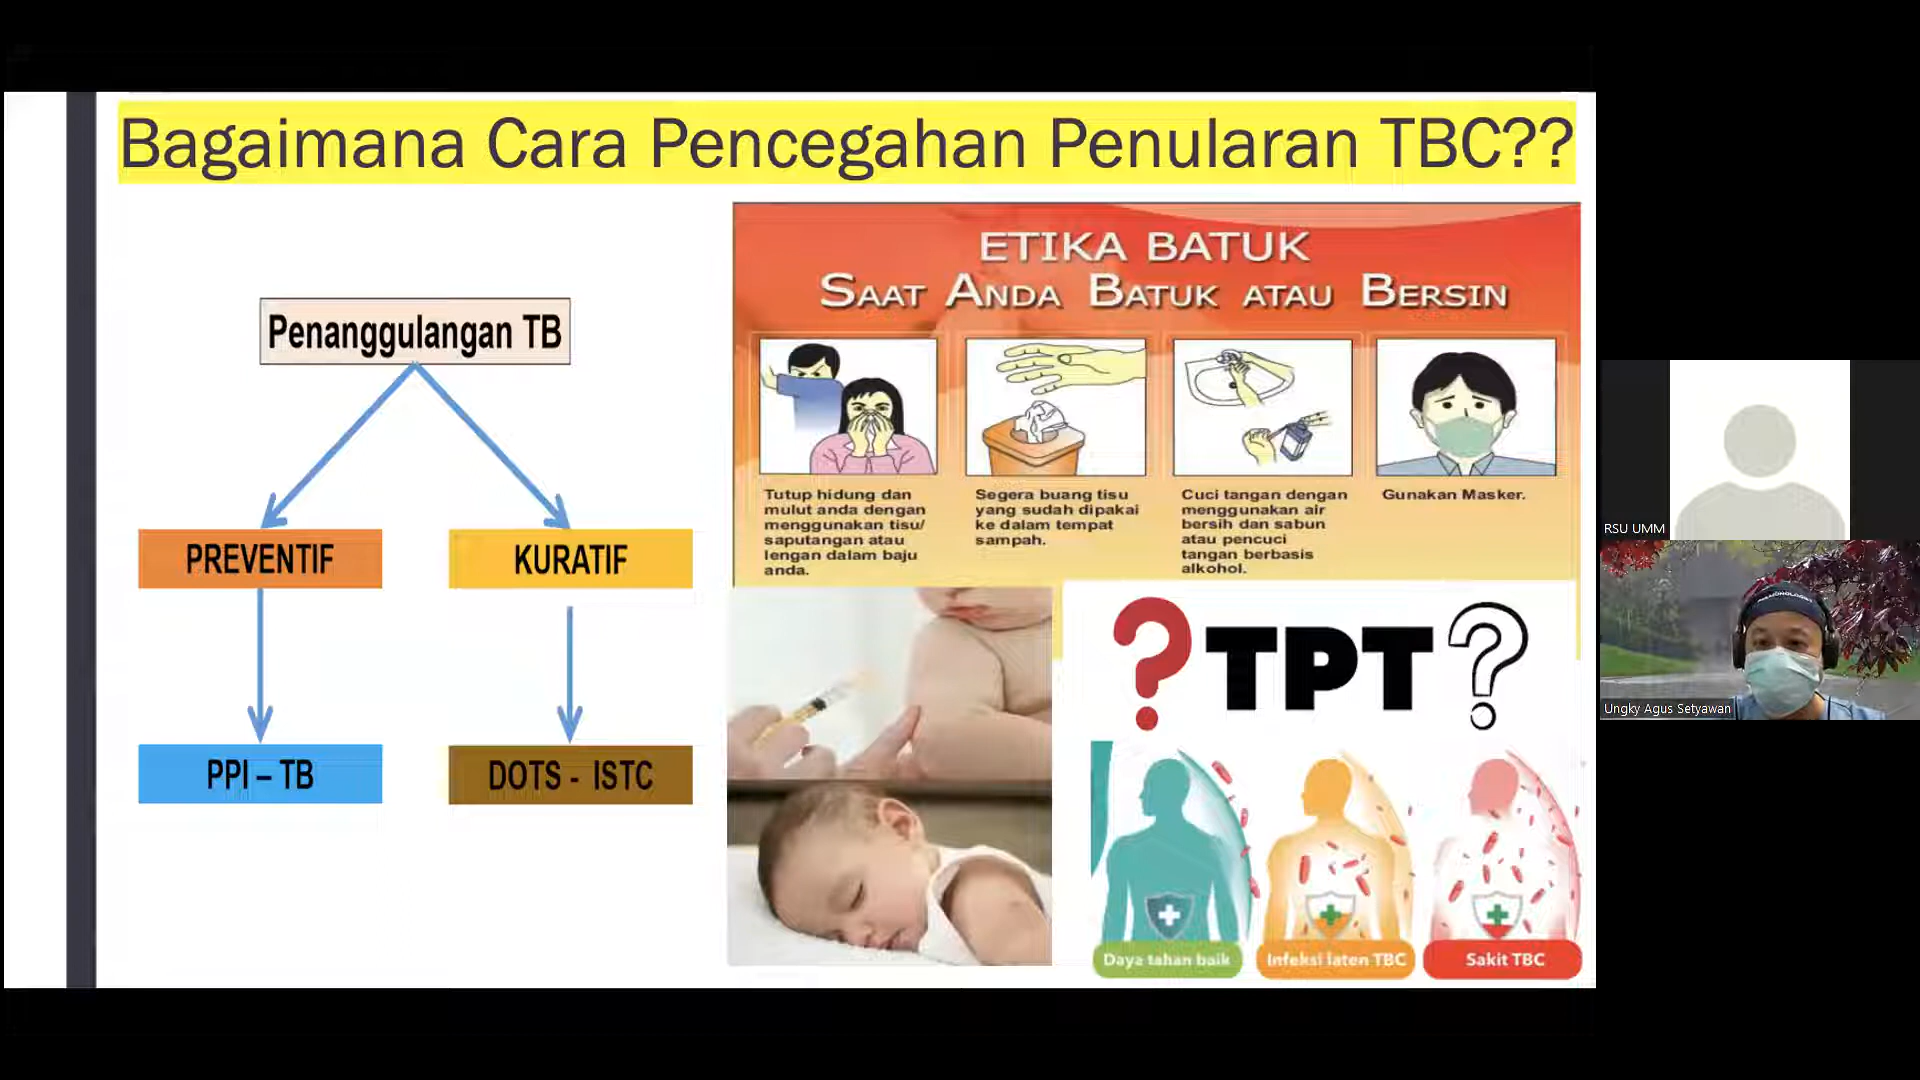 Bagaimana Cara Pencegahan Penularan TBC??
Penanggulangan TB
PREVENTIF
KURATIF
PPI – TB
DOTS - ISTC
ETIKA BATUK
SAAT ANDA BATUK ATAU BERSIN
Tutup hidung dan
mulut anda dengan
menggunakan tisu/
saputangan atau
lengan dalam baju
anda.
Segera buang tisu
yang sudah dipakai
ke dalam tempat
sampah.
Cuci tangan dengan
menggunakan air
bersih dan sabun
atau pencuci
tangan berbasis
alkohol.
Gunakan Masker.
? TPT ?
Daya tahan baik
Infeksi laten TBC
Sakit TBC
RSU UMM
Ungky Agus Setyawan